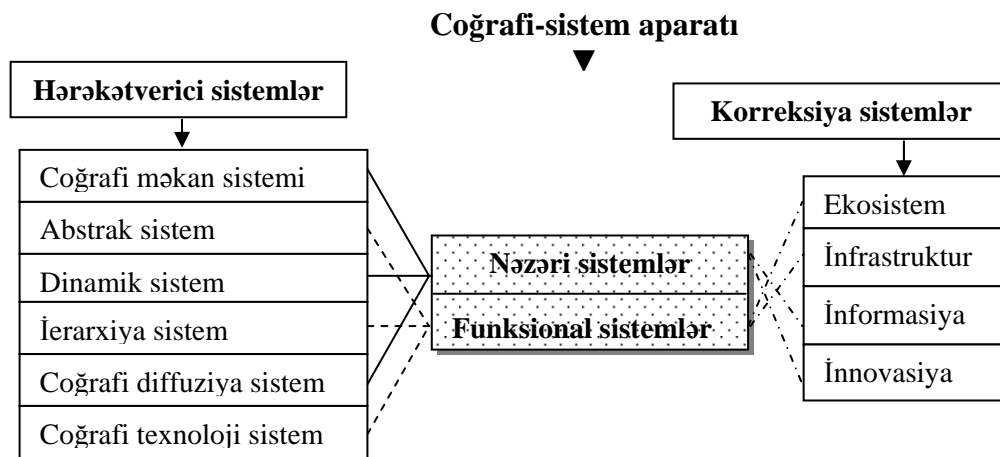 Coğrafi-sistem aparatı
Hərəkətverici sistemlər
Korreksiya sistemlər
Coğrafi məkan sistemi
Abstrak sistem
Dinamik sistem
İerarxiya sistem
Coğrafi diffuziya sistem
Coğrafi texnoloji sistem
Nəzəri sistemlər
Funksional sistemlər
Ekosistem
İnfrastruktur
İnformasiya
İnnovasiya